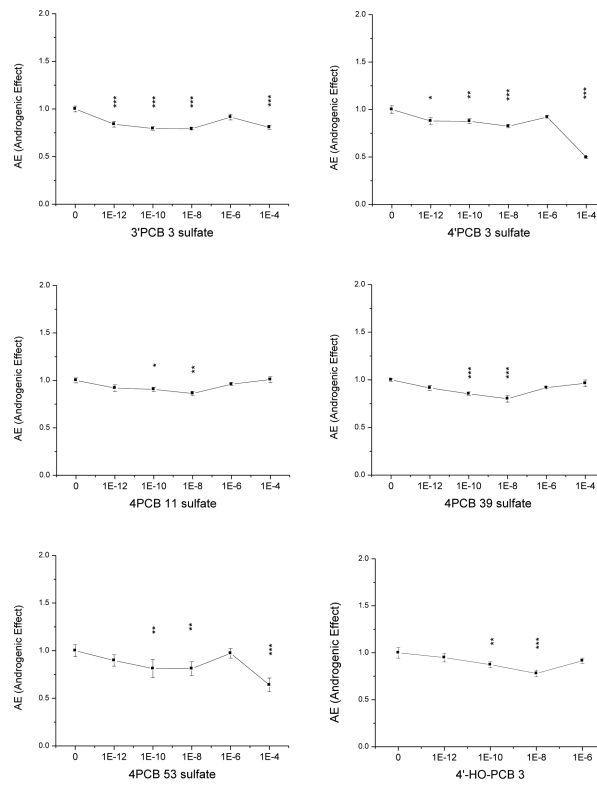 2.0
1.5
1.0
0.5
0.0
AE (Androgenic Effect)
*** *** *** ***
0 1E-12 1E-10 1E-8 1E-6 1E-4
3'PCB 3 sulfate
2.0
1.5
1.0
0.5
0.0
AE (Androgenic Effect)
* ** *** ***
0 1E-12 1E-10 1E-8 1E-6 1E-4
4'PCB 3 sulfate
2.0
1.5
1.0
0.5
0.0
AE (Androgenic Effect)
* **
0 1E-12 1E-10 1E-8 1E-6 1E-4
4PCB 11 sulfate
2.0
1.5
1.0
0.5
0.0
AE (Androgenic Effect)
*** ***
0 1E-12 1E-10 1E-8 1E-6 1E-4
4PCB 39 sulfate
2.0
1.5
1.0
0.5
0.0
AE (Androgenic Effect)
** ** ***
0 1E-12 1E-10 1E-8 1E-6 1E-4
4PCB 53 sulfate
2.0
1.5
1.0
0.5
0.0
AE (Androgenic Effect)
** ***
0 1E-12 1E-10 1E-8 1E-6
4'-HO-PCB 3